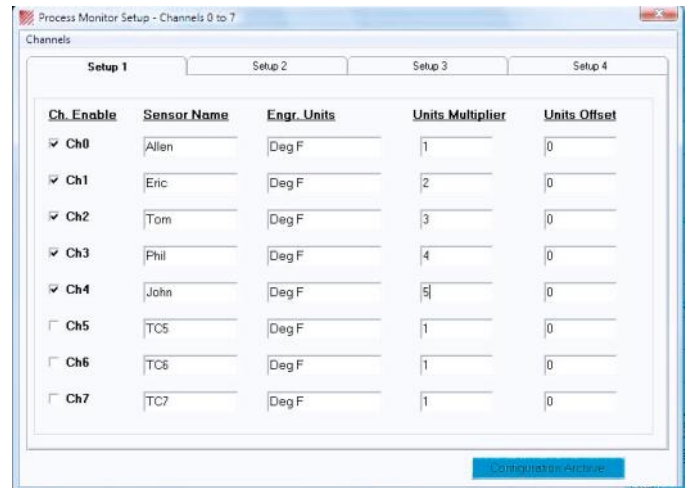 Process Monitor Setup - Channels 0 to 7
Channels
Setup 1 Setup 2 Setup 3 Setup 4
Ch. Enable Sensor Name Engr. Units Units Multiplier Units Offset
Ch0 Allen Deg F 1 0
Ch1 Eric Deg F 2 0
Ch2 Tom Deg F 3 0
Ch3 Phil Deg F 4 0
Ch4 John Deg F 5 0
Ch5 TC5 Deg F 1 0
Ch6 TC6 Deg F 1 0
Ch7 TC7 Deg F 1 0
Configuration Archive